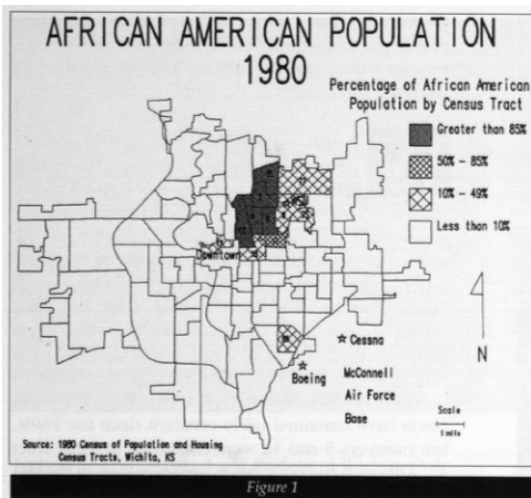 AFRICAN AMERICAN POPULATION
1980
Percentage of African American
Population by Census Tract
Greater than 85%
50% - 85%
10% - 49%
Less than 10%
Downtown
Cessna
Boeing
McConnell
Air Force
Base
N
Scale
1 mile
Source: 1980 Census of Population and Housing
Census Tracts, Wichita, KS
Figure 1